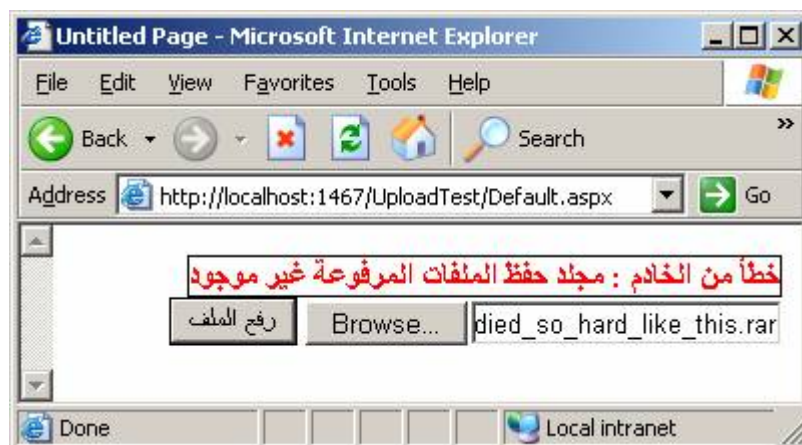 Untitled Page - Microsoft Internet Explorer
File Edit View Favorites Tools Help
Back Search »
Address http://localhost:1467/UploadTest/Default.aspx Go
خطأ من الخادم : مجلد حفظ الملفات المرفوعة غير موجود
died_so_hard_like_this.rar Browse... رفع الملف
Done Local intranet